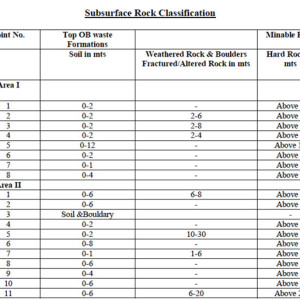 Subsurface Rock Classification
oint No. Top OB waste Minable
Formations Weathered Rock & Boulders Hard Roc
Soil in mts Fractured/Altered Rock in mts mts
Area I
1 0-2 - Above
2 0-2 2-6 Above
3 0-2 2-8 Above
4 0-2 2-4 Above
5 0-12 - Above 1
6 0-2 - Above
7 0-1 - Above
8 0-4 - Above
Area II
1 0-6 6-8 Above
2 0-6 - Above
3 Soil &Bouldary -
4 0-2 - Above
5 0-2 10-30 Above
6 0-8 - Above
7 0-1 1-6 Above
8 0-6 - Above
9 0-4 - Above
10 0-6 - Above
11 0-6 6-20 Above